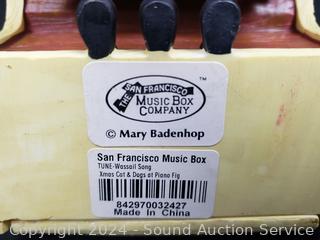 THE SAN FRANCISCO
MUSIC BOX
COMPANY
TM
© Mary Badenhop
San Francisco Music Box
TUNE-Wassail Song
Xmas Cat & Dogs at Piano Fig
842970032427
Made In China
Copyright 2024 - Sound Auction Service